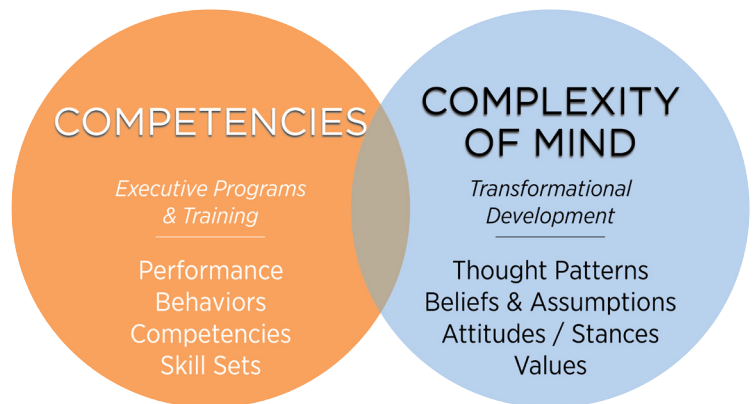 COMPETENCIES
Executive Programs
& Training
Performance
Behaviors
Competencies
Skill Sets
COMPLEXITY
OF MIND
Transformational
Development
Thought Patterns
Beliefs & Assumptions
Attitudes / Stances
Values